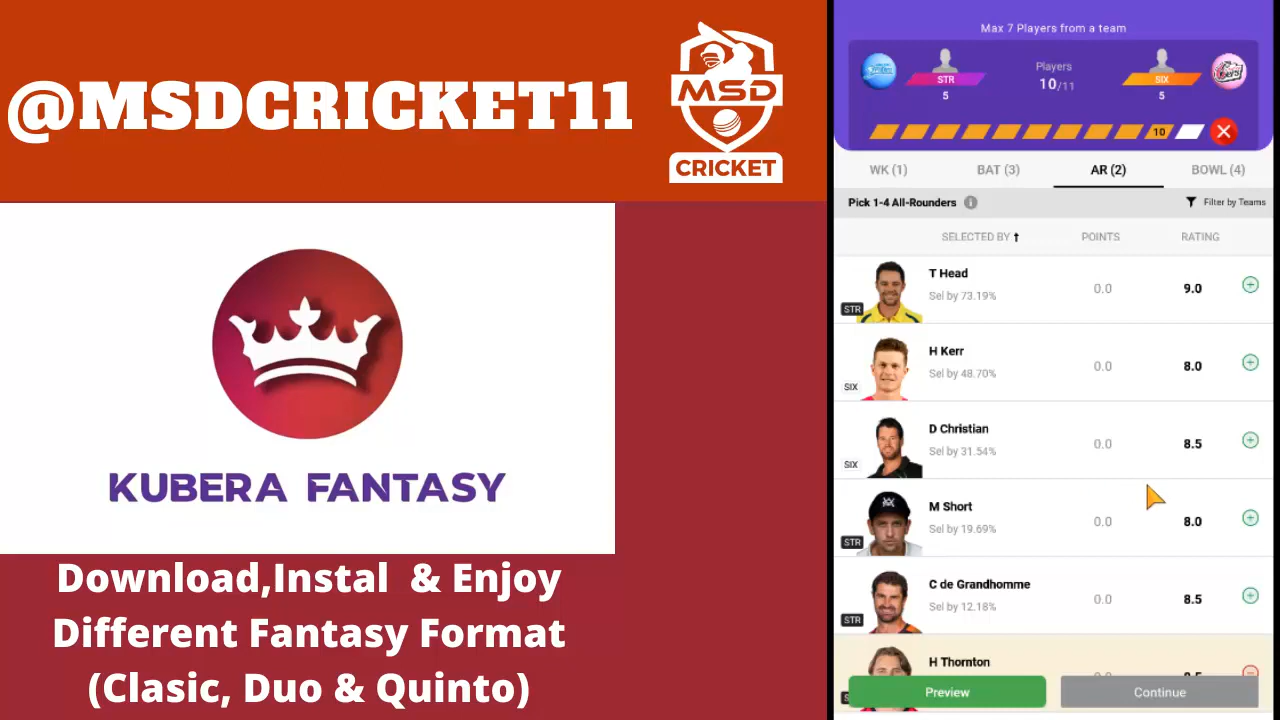 @MSDCRICKET11
MSD
CRICKET
KUBERA FANTASY
Download,Instal & Enjoy
Different Fantasy Format
(Clasic, Duo & Quinto)
Max 7 Players from a team
STR
5
Players
10/11
SIX
5
10
WK (1) BAT (3) AR (2) BOWL (4)
Pick 1-4 All-Rounders Filter by Teams
SELECTED BY POINTS RATING
T Head
Sel by 73.19% 0.0 9.0
STR
H Kerr
Sel by 48.70% 0.0 8.0
SIX
D Christian
Sel by 31.54% 0.0 8.5
SIX
M Short
Sel by 19.69% 0.0 8.0
STR
C de Grandhomme
Sel by 12.18% 0.0 8.5
STR
H Thornton
Preview Continue